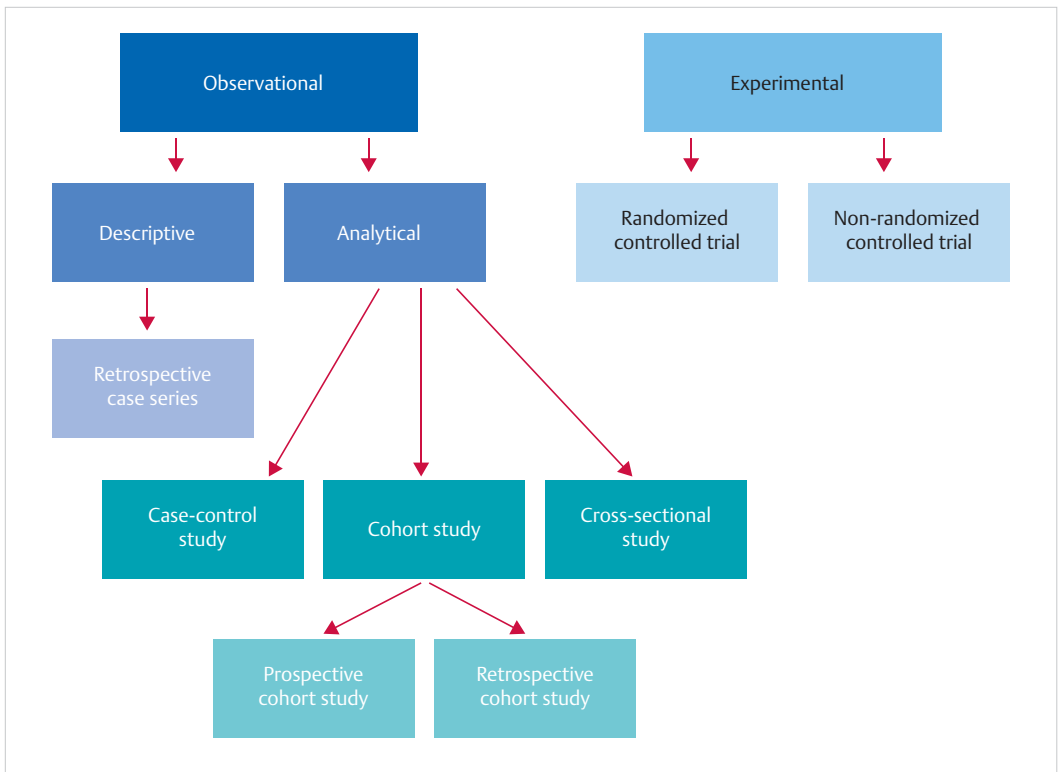 Observational
Experimental
Descriptive
Analytical
Randomized
controlled trial
Non-randomized
controlled trial
Retrospective
case series
Case-control
study
Cohort study
Cross-sectional
study
Prospective
cohort study
Retrospective
cohort study